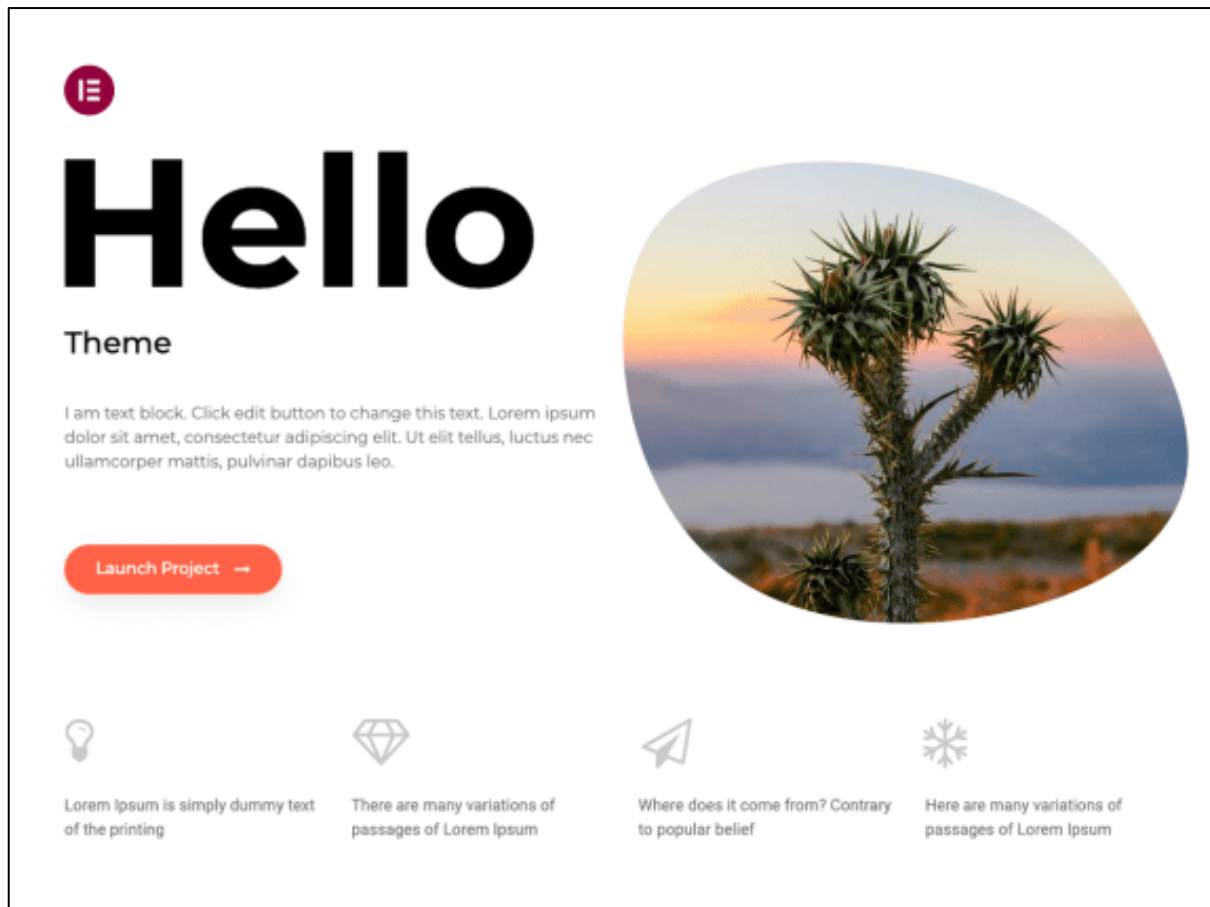 Hello
Theme
I am text block. Click edit button to change this text. Lorem ipsum
dolor sit amet, consectetur adipiscing elit. Ut elit tellus, luctus nec
ullamcorper mattis, pulvinar dapibus leo.
Launch Project →
Lorem Ipsum is simply dummy text
of the printing
There are many variations of
passages of Lorem Ipsum
Where does it come from? Contrary
to popular belief
Here are many variations of
passages of Lorem Ipsum